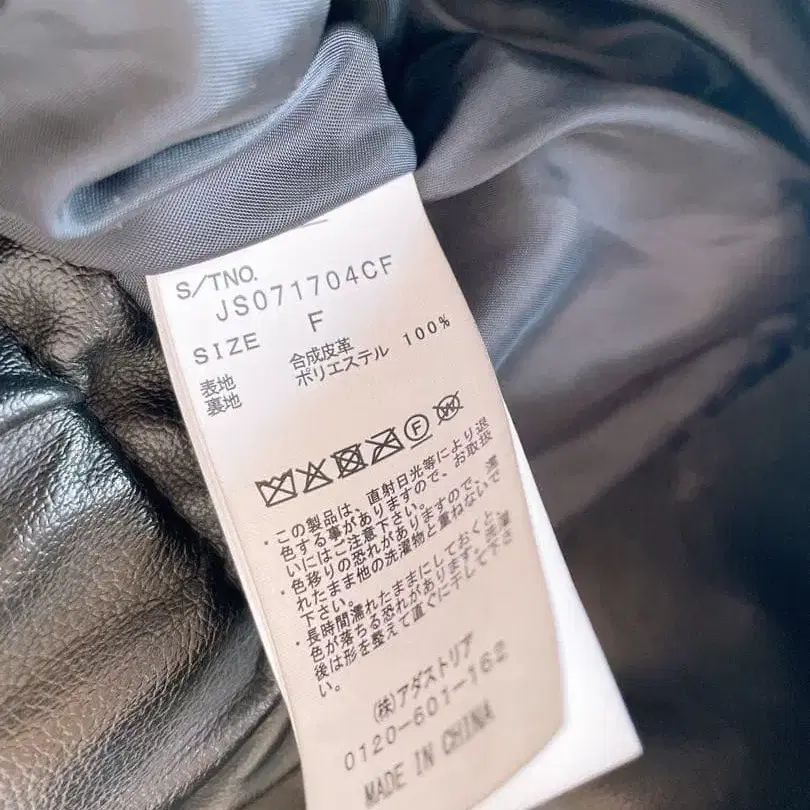 S/TNO.
JS071704CF
SIZE F
表地 合成皮革
裏地 ポリエステル 100%
F
W
・この製品は、直射日光等により退
色する事がありますので、お取扱
いにはご注意下さい。
・色移りの恐れがありますので、濡
れたまま他の洗濯物と重ねないで
下さい。
・長時間濡れたままにしておくと、
色が落ちる恐れがあります。洗濯
後は形を整えて直ぐに干して下さ
い。
(株)アダストリア
0120-601-162
MADE IN CHINA